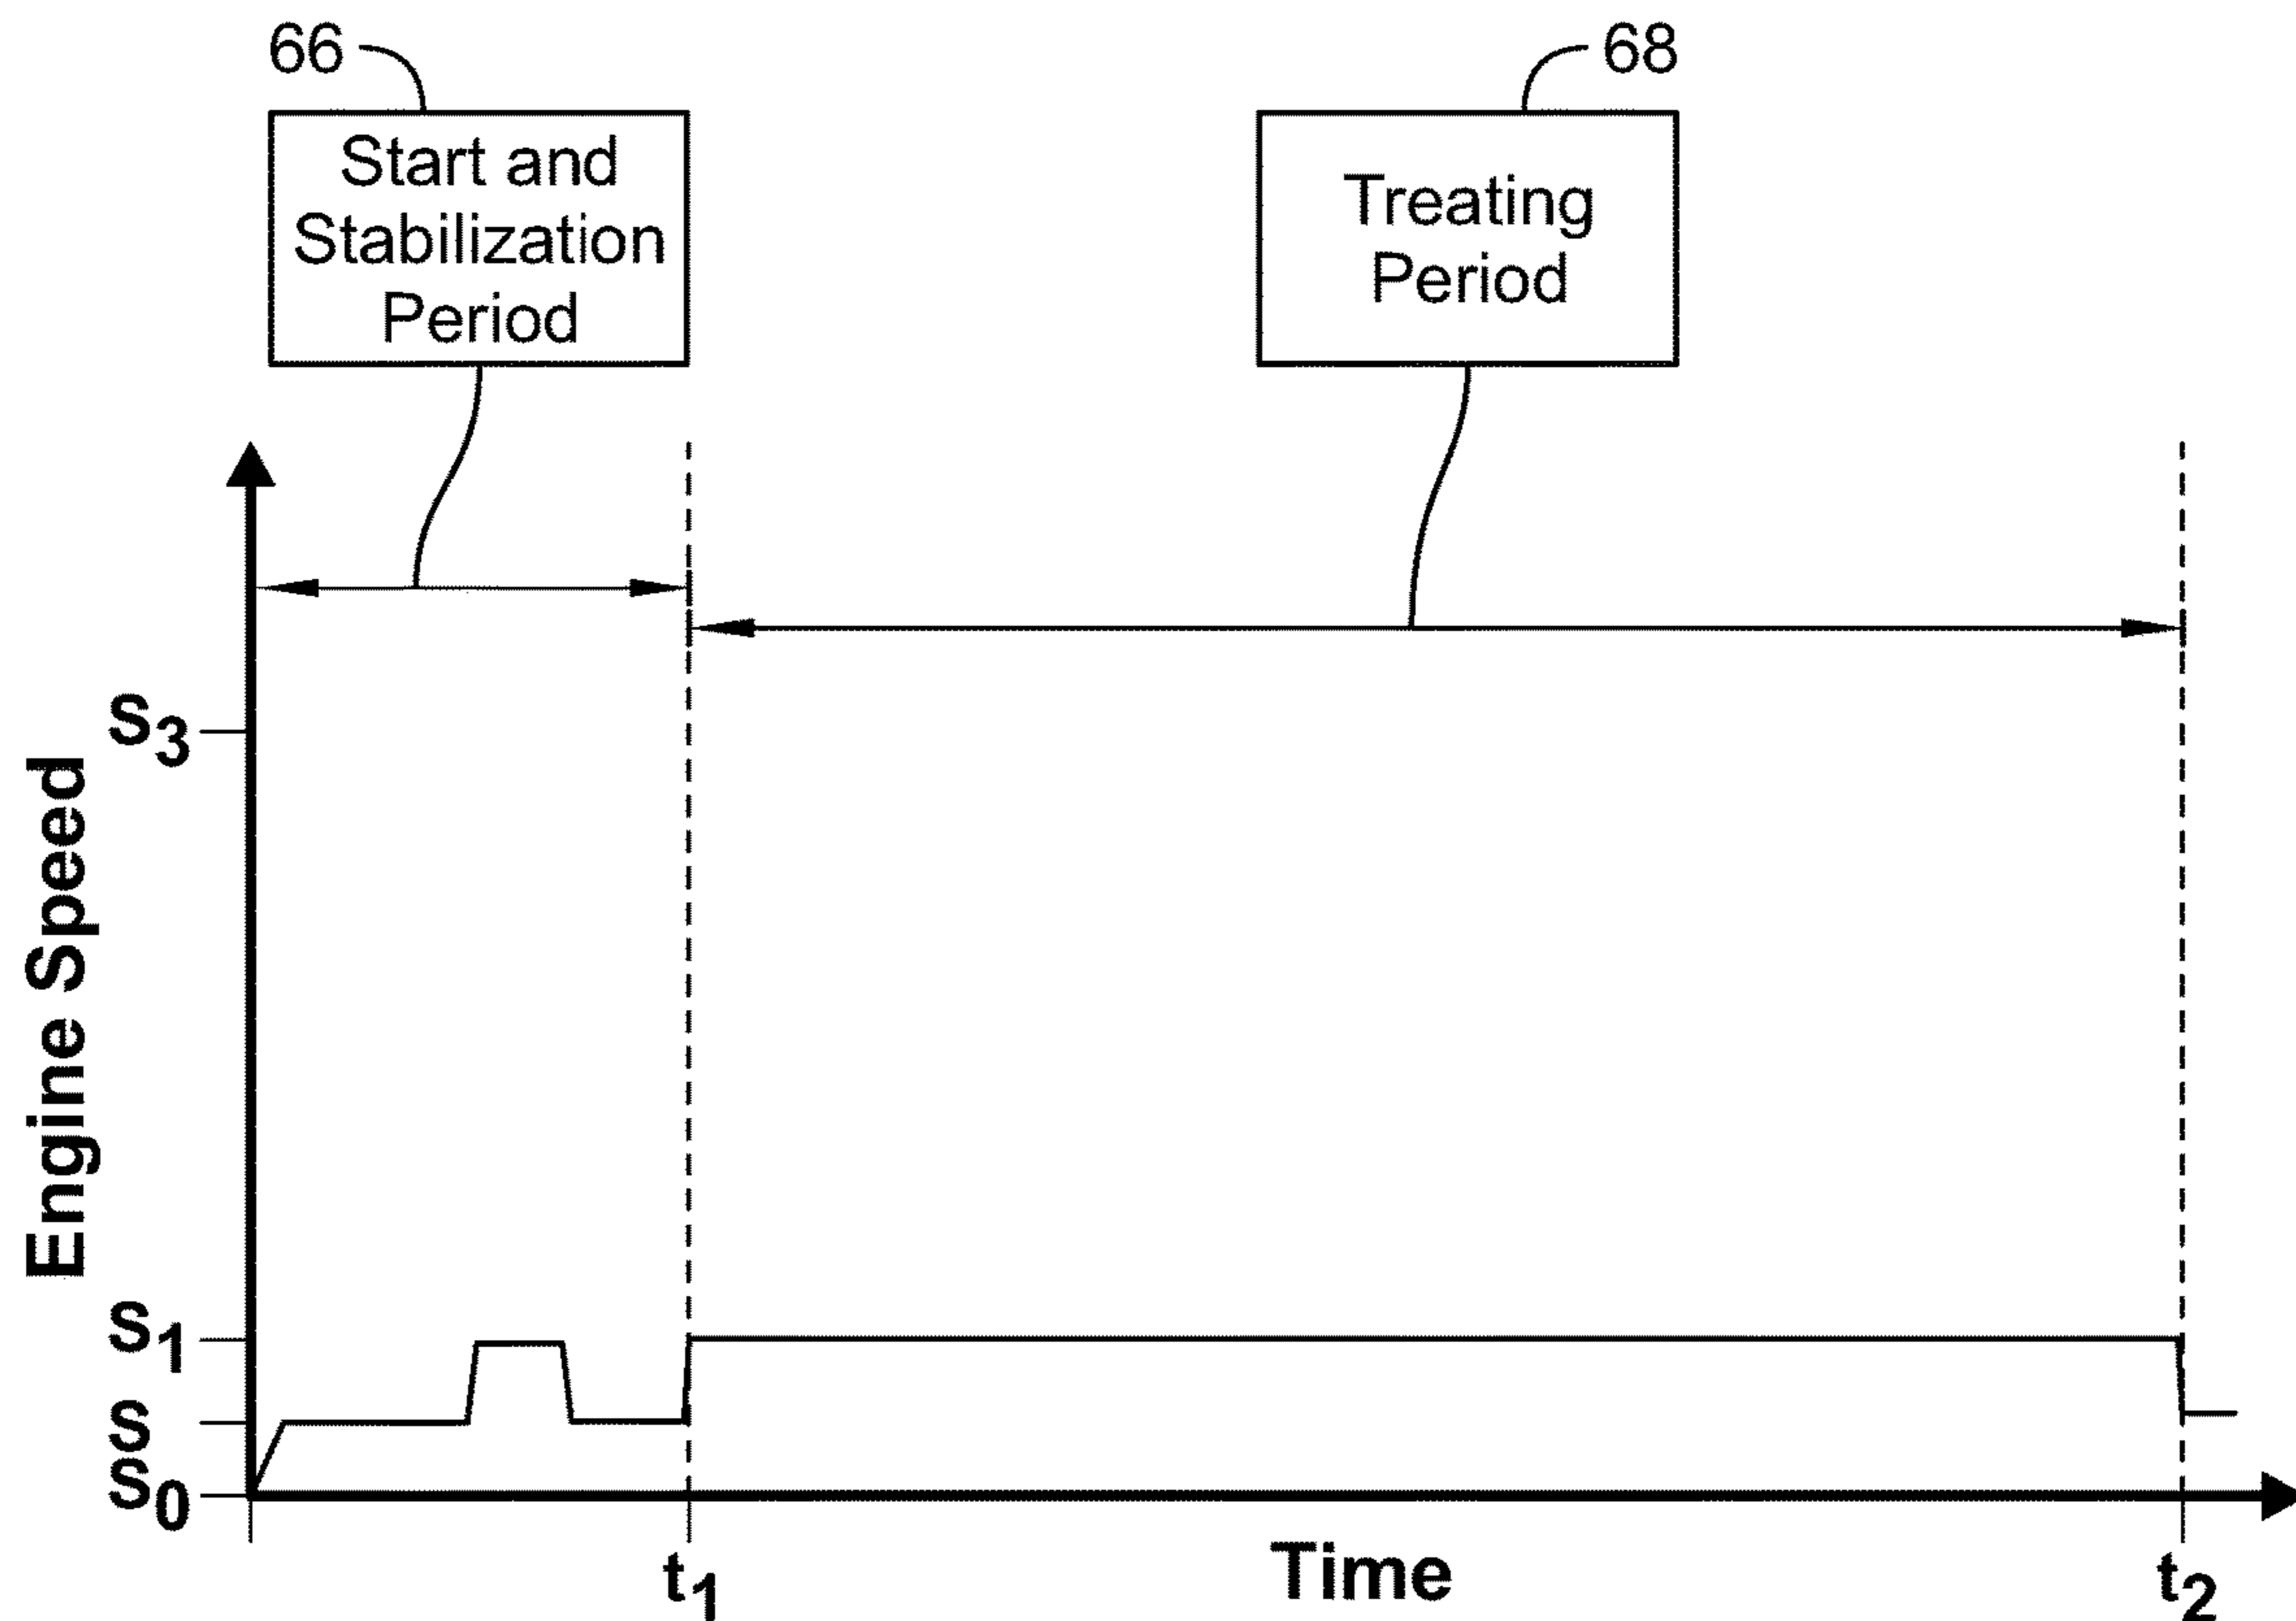 66
68
Start and
Stabilization
Period
Treating
Period
S3
Engine Speed
S1
S
S0
t1
Time
t2